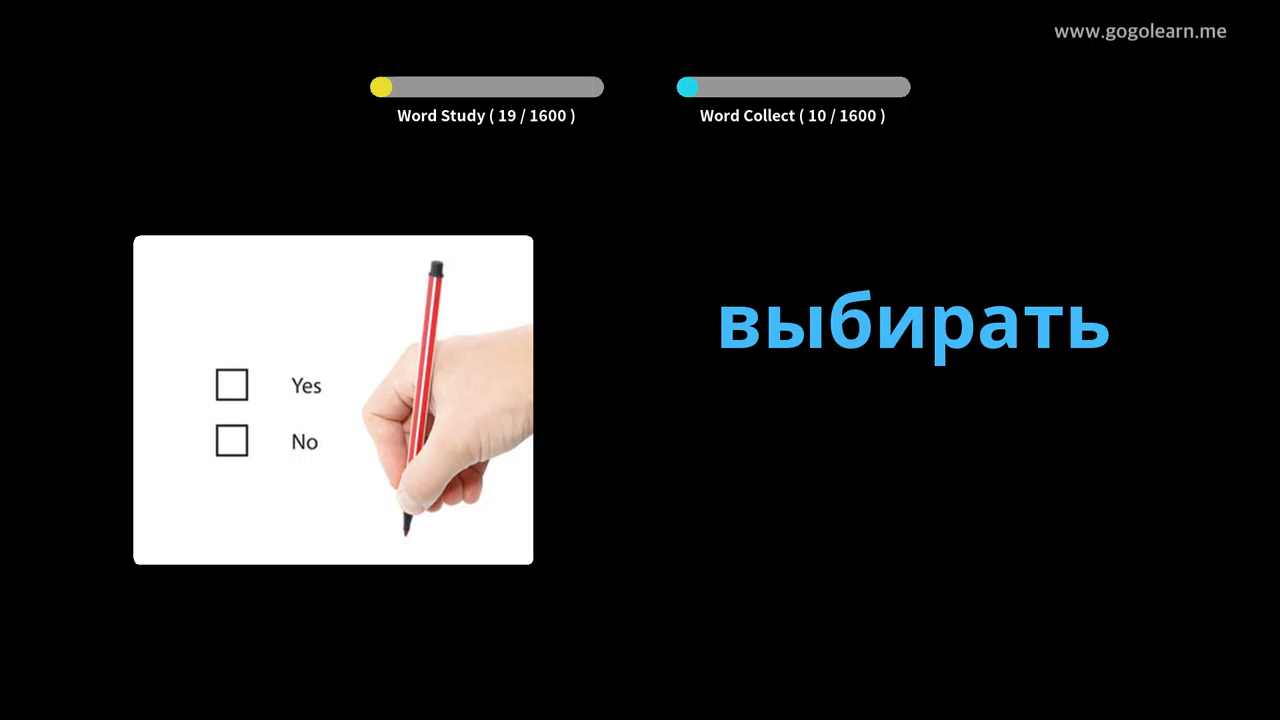 www.gogolearn.me
Word Study ( 19 / 1600 )
Word Collect ( 10 / 1600 )
выбирать
Yes
No